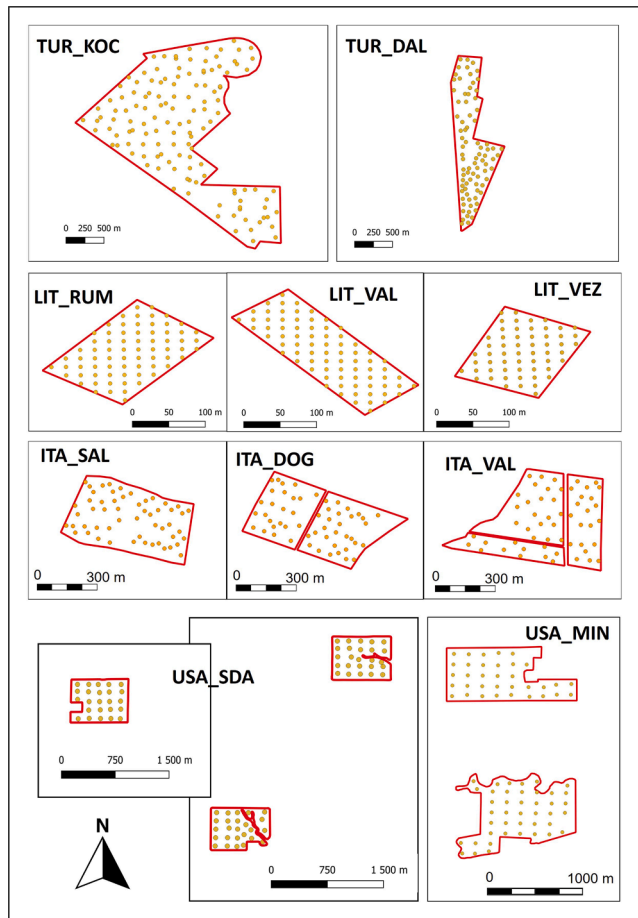 TUR_KOC
TUR_DAL
0 250 500 m
0 250 500 m
LIT_RUM
LIT_VAL
LIT_VEZ
0 50 100 m
0 50 100 m
0 50 100 m
ITA_SAL
ITA_DOG
ITA_VAL
0 300 m
0 300 m
0 300 m
USA_SDA
USA_MIN
0 750 1 500 m
N
0 750 1 500 m
0 1000 m